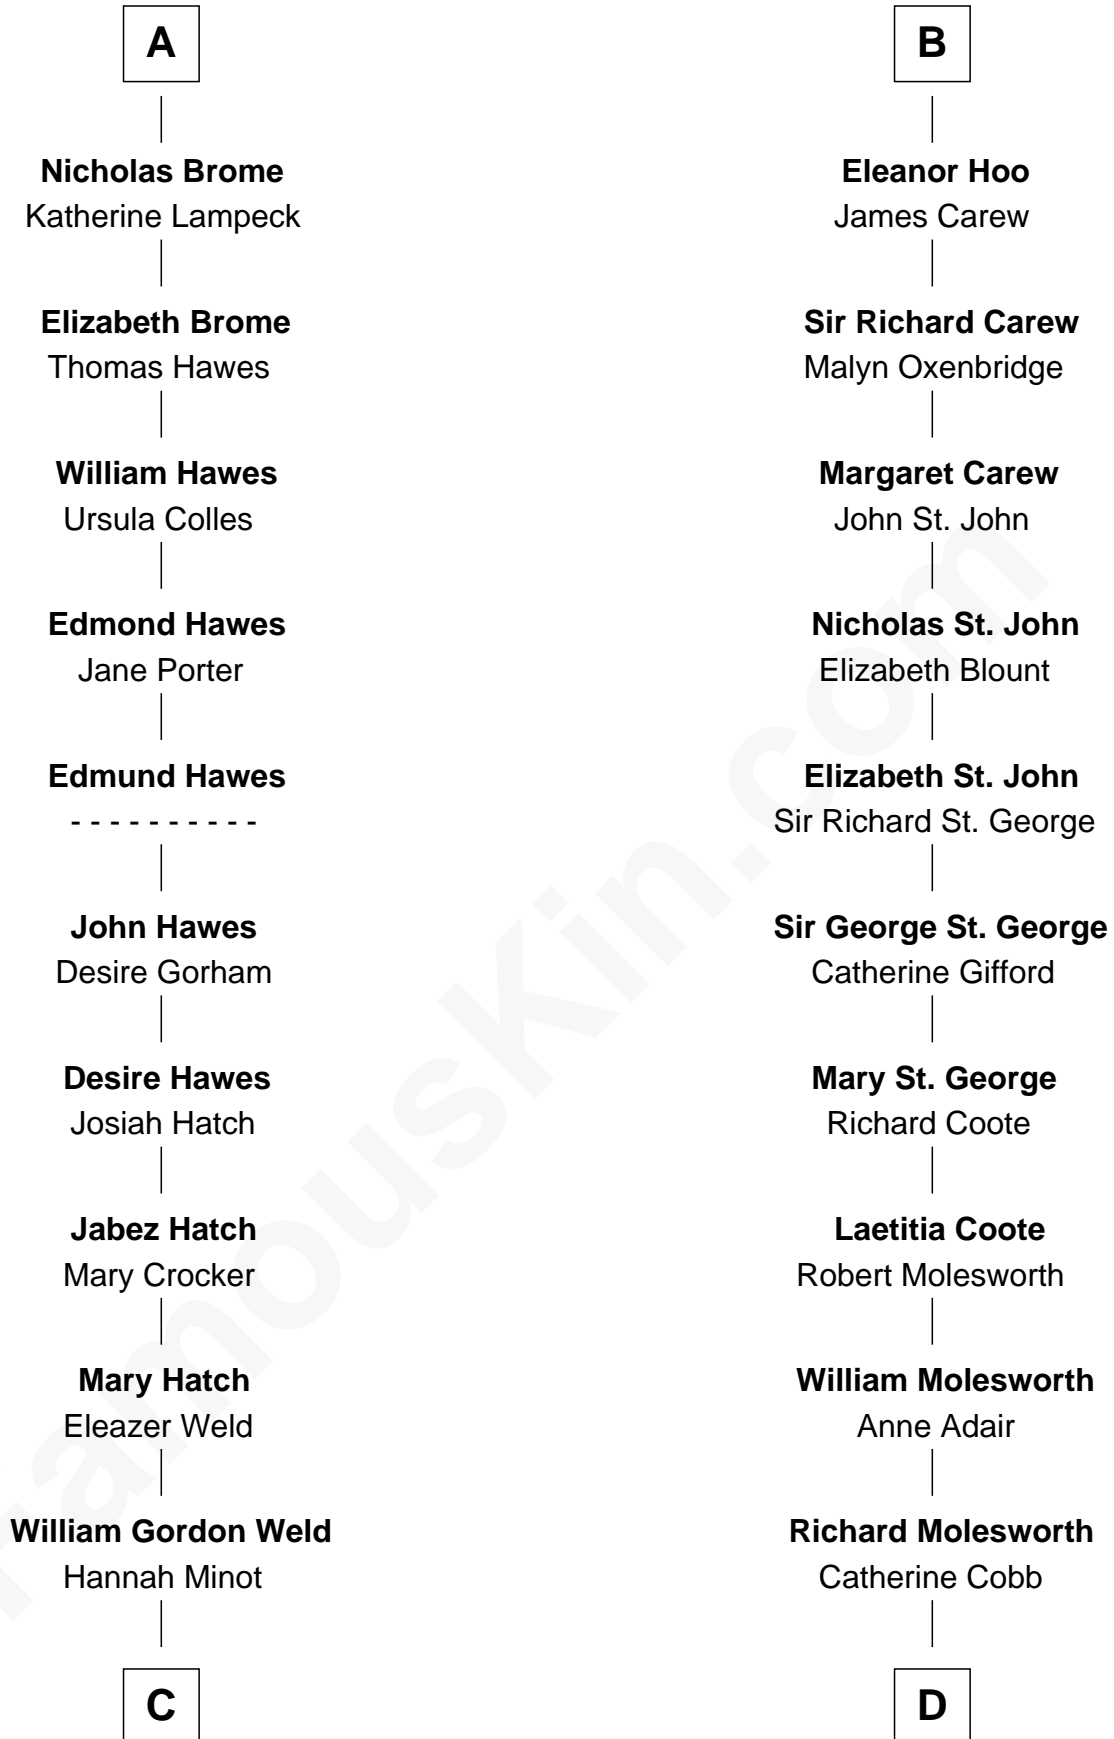 A
Nicholas Brome
Katherine Lampeck
Elizabeth Brome
Thomas Hawes
William Hawes
Ursula Colles
Edmond Hawes
Jane Porter
Edmund Hawes
- - - - - - - - - -
John Hawes
Desire Gorham
Desire Hawes
Josiah Hatch
Jabez Hatch
Mary Crocker
Mary Hatch
Eleazer Weld
William Gordon Weld
Hannah Minot
C
B
Eleanor Hoo
James Carew
Sir Richard Carew
Malyn Oxenbridge
Margaret Carew
John St. John
Nicholas St. John
Elizabeth Blount
Elizabeth St. John
Sir Richard St. George
Sir George St. George
Catherine Gifford
Mary St. George
Richard Coote
Laetitia Coote
Robert Molesworth
William Molesworth
Anne Adair
Richard Molesworth
Catherine Cobb
D
FamousKin.com